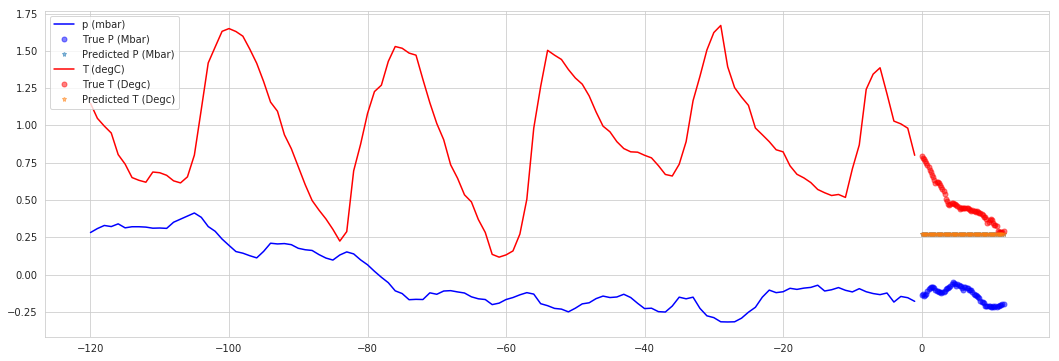 1.75
1.50
1.25
1.00
0.75
0.50
0.25
0.00
−0.25
p (mbar)
True P (Mbar)
Predicted P (Mbar)
T (degC)
True T (Degc)
Predicted T (Degc)
−120
−100
−80
−60
−40
−20
0